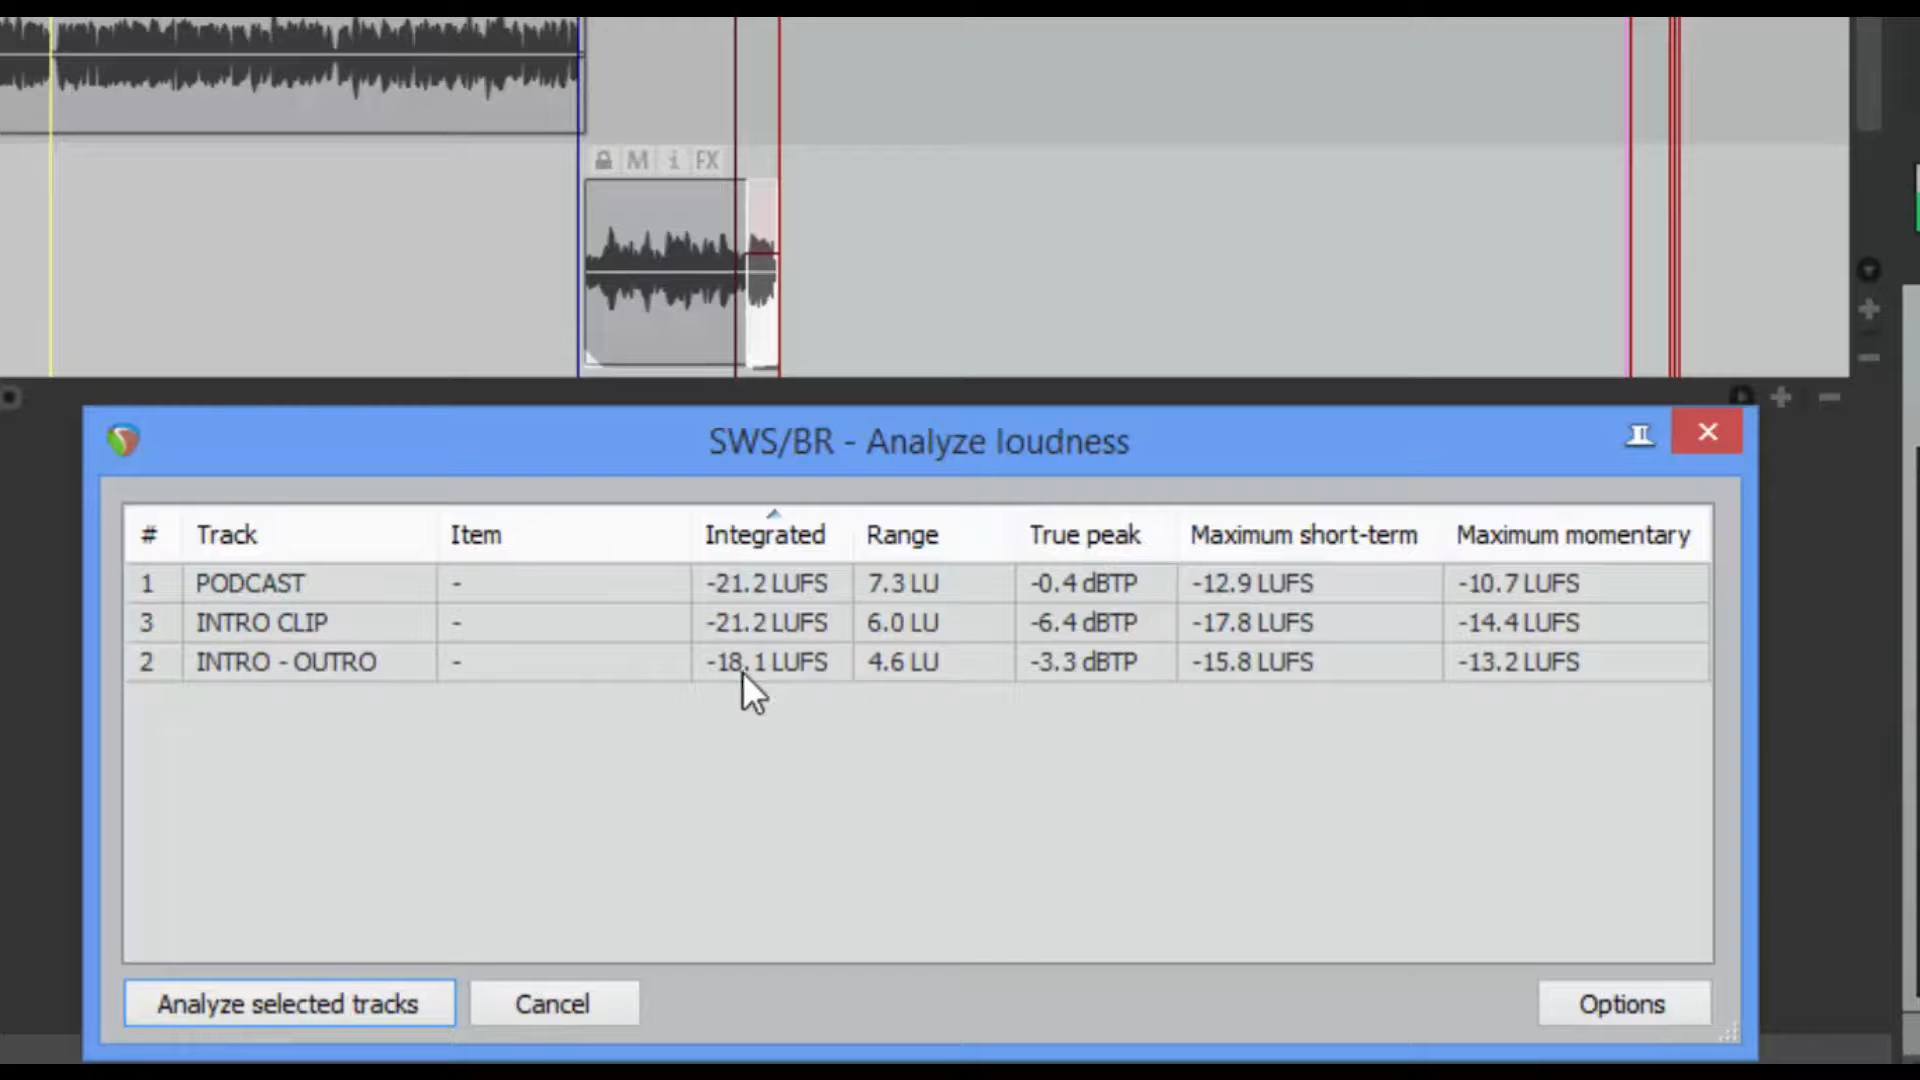 M i FX
SWS/BR - Analyze loudness
# Track Item Integrated Range True peak Maximum short-term Maximum momentary
1 PODCAST - -21.2 LUFS 7.3 LU -0.4 dBTP -12.9 LUFS -10.7 LUFS
3 INTRO CLIP - -21.2 LUFS 6.0 LU -6.4 dBTP -17.8 LUFS -14.4 LUFS
2 INTRO - OUTRO - -18.1 LUFS 4.6 LU -3.3 dBTP -15.8 LUFS -13.2 LUFS
Analyze selected tracks Cancel Options